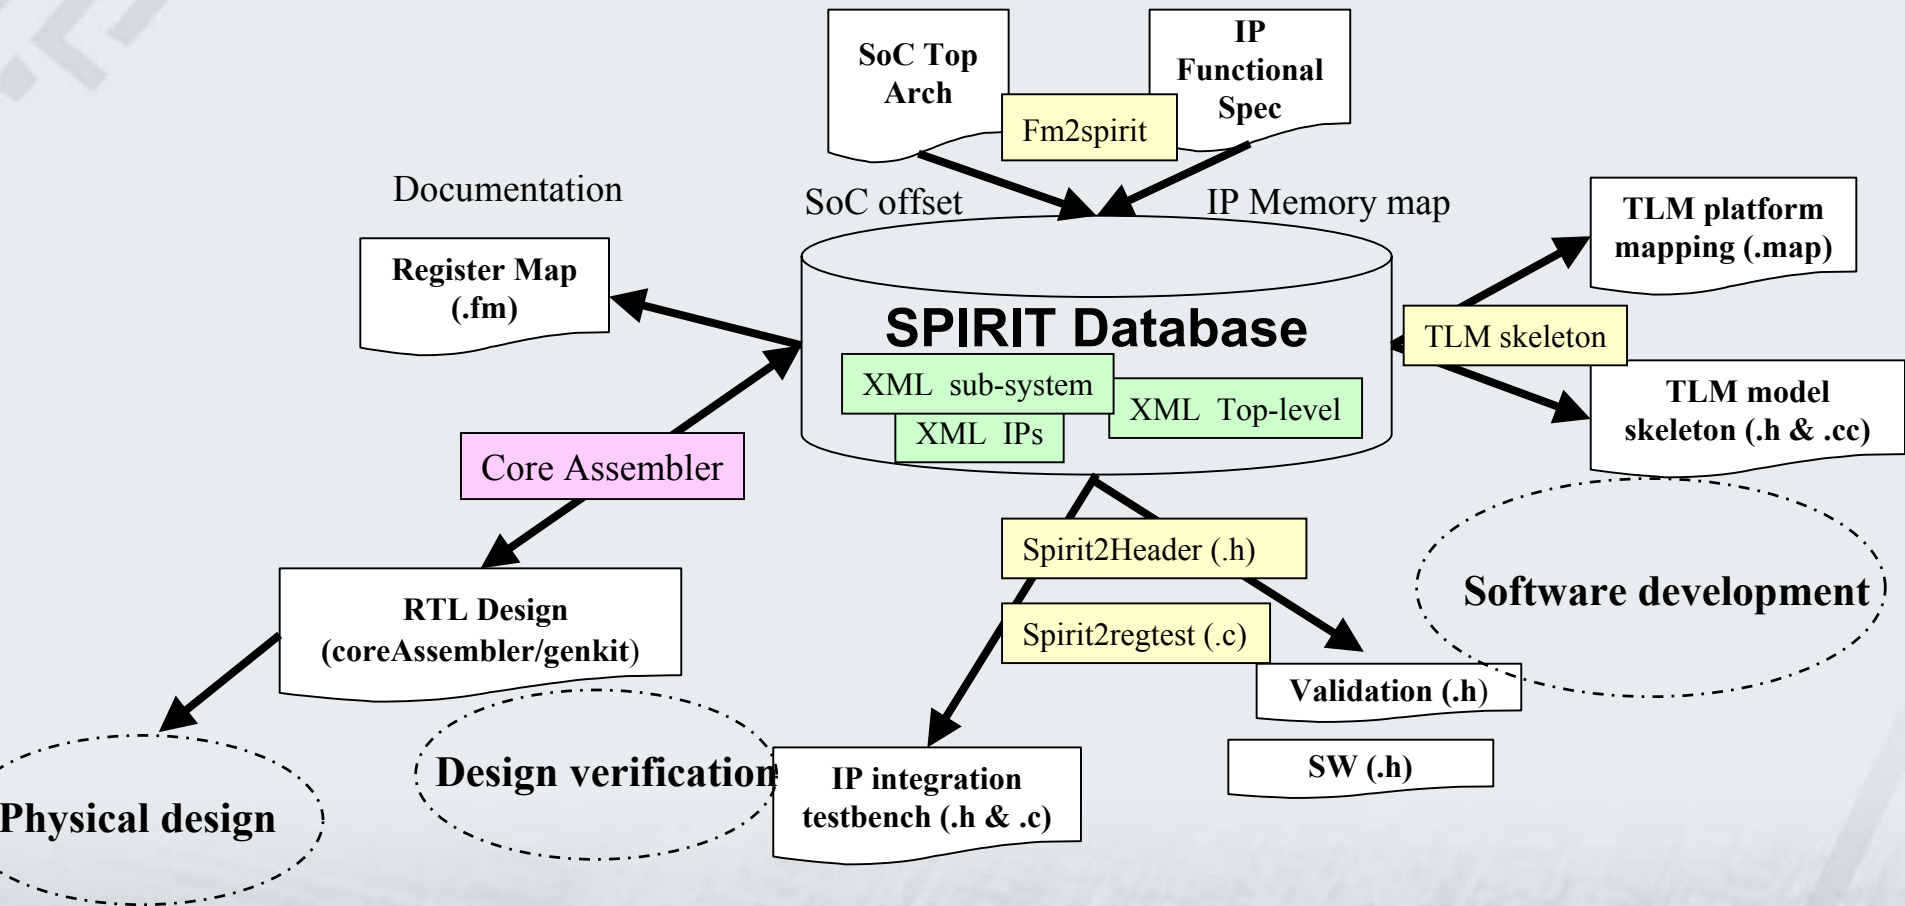 SoC Top
Arch
IP
Functional
Spec
Fm2spirit
Documentation
SoC offset
IP Memory map
Register Map
(.fm)
TLM platform
mapping (.map)
SPIRIT Database
TLM skeleton
XML sub-system
XML Top-level
XML IPs
TLM model
skeleton (.h & .cc)
Core Assembler
Spirit2Header (.h)
Spirit2regtest (.c)
Software development
RTL Design
(coreAssembler/genkit)
Validation (.h)
SW (.h)
Design verification
IP integration
testbench (.h & .c)
Physical design